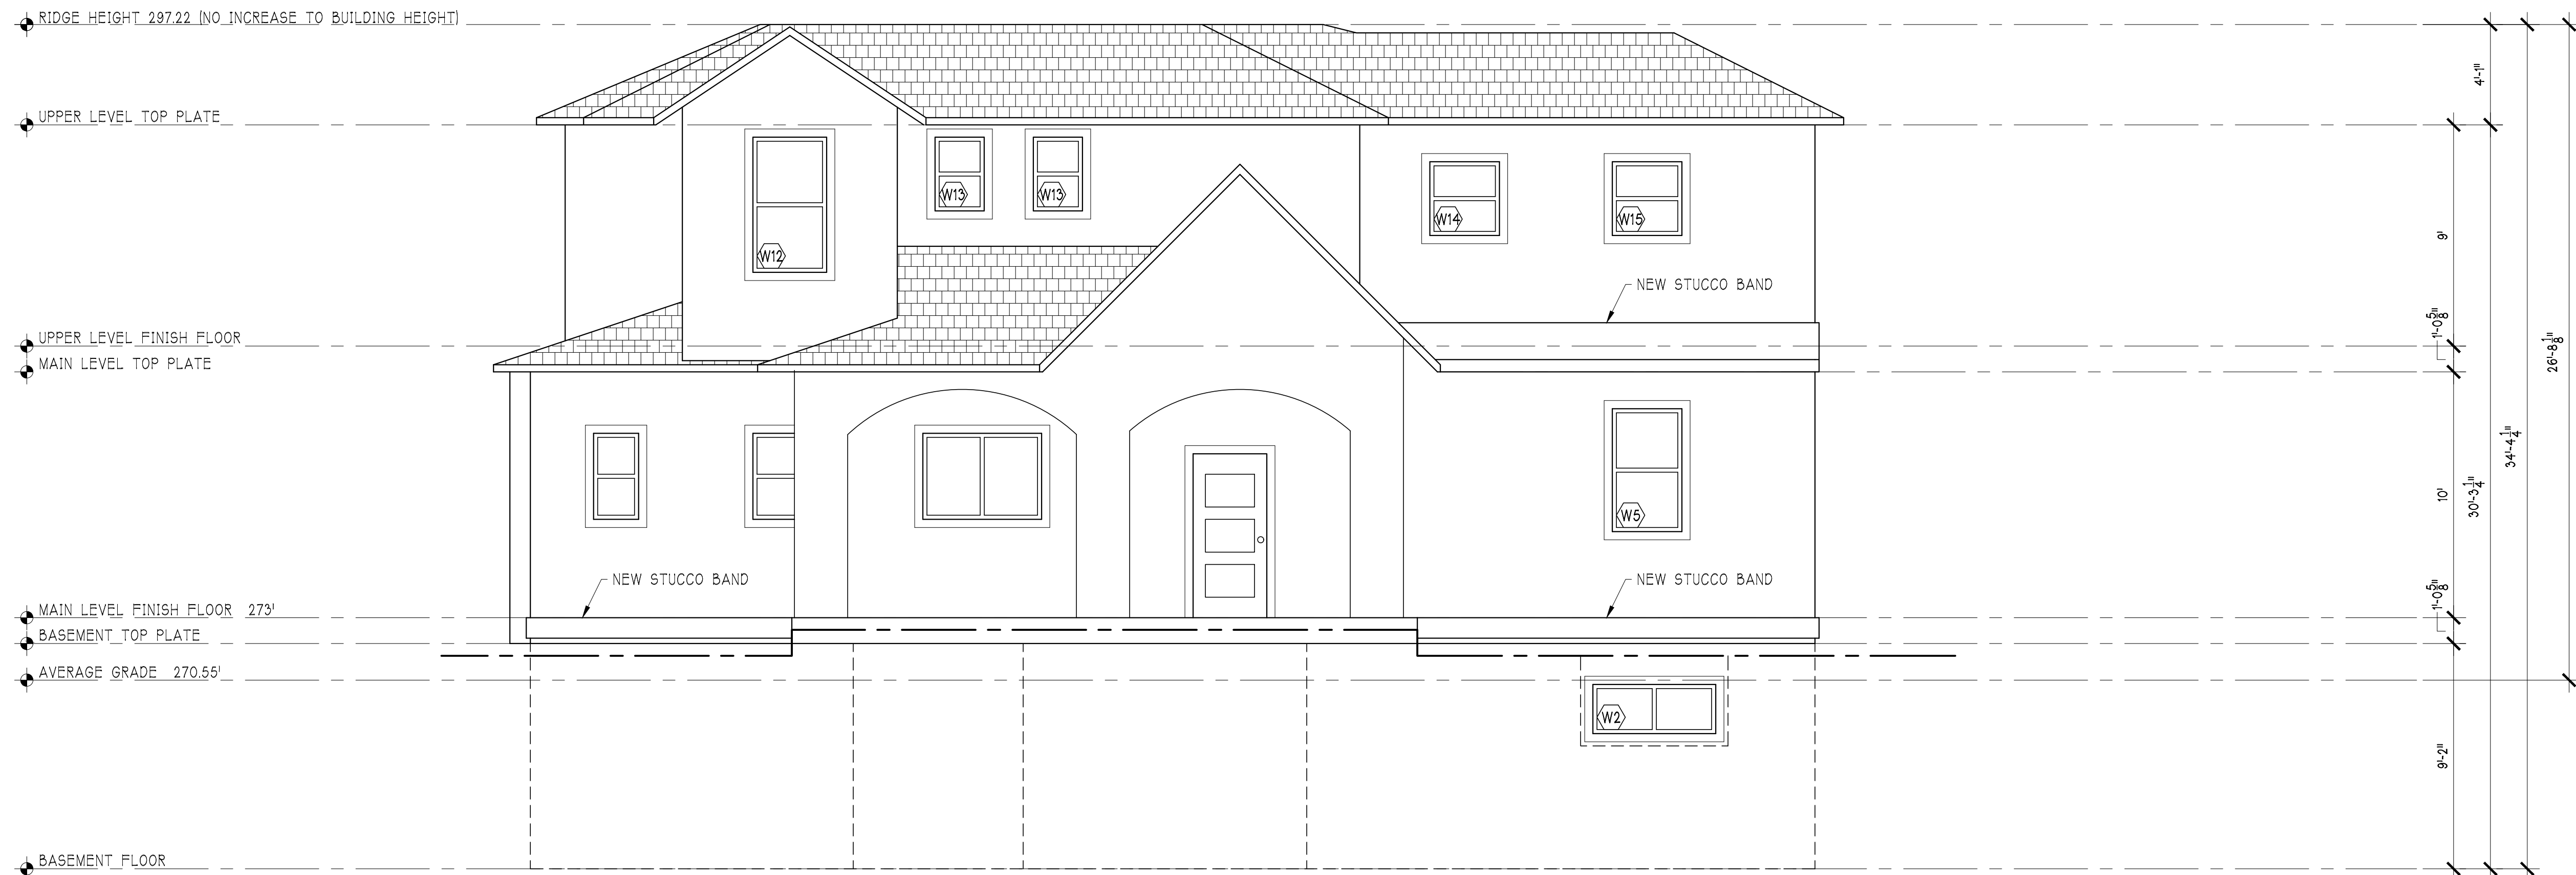 RIDGE HEIGHT 297.22 (NO INCREASE TO BUILDING HEIGHT)
4'-1"
UPPER LEVEL TOP PLATE
W13
W13
W14
W15
W12
9'
NEW STUCCO BAND
UPPER LEVEL FINISH FLOOR
1'-0 5/8"
26'-8 1/8"
MAIN LEVEL TOP PLATE
34'-4 1/4"
10'
30'-3 1/4"
W5
NEW STUCCO BAND
NEW STUCCO BAND
MAIN LEVEL FINISH FLOOR 273'
1'-0 5/8"
BASEMENT TOP PLATE
AVERAGE GRADE 270.55'
W2
9'-2"
BASEMENT FLOOR